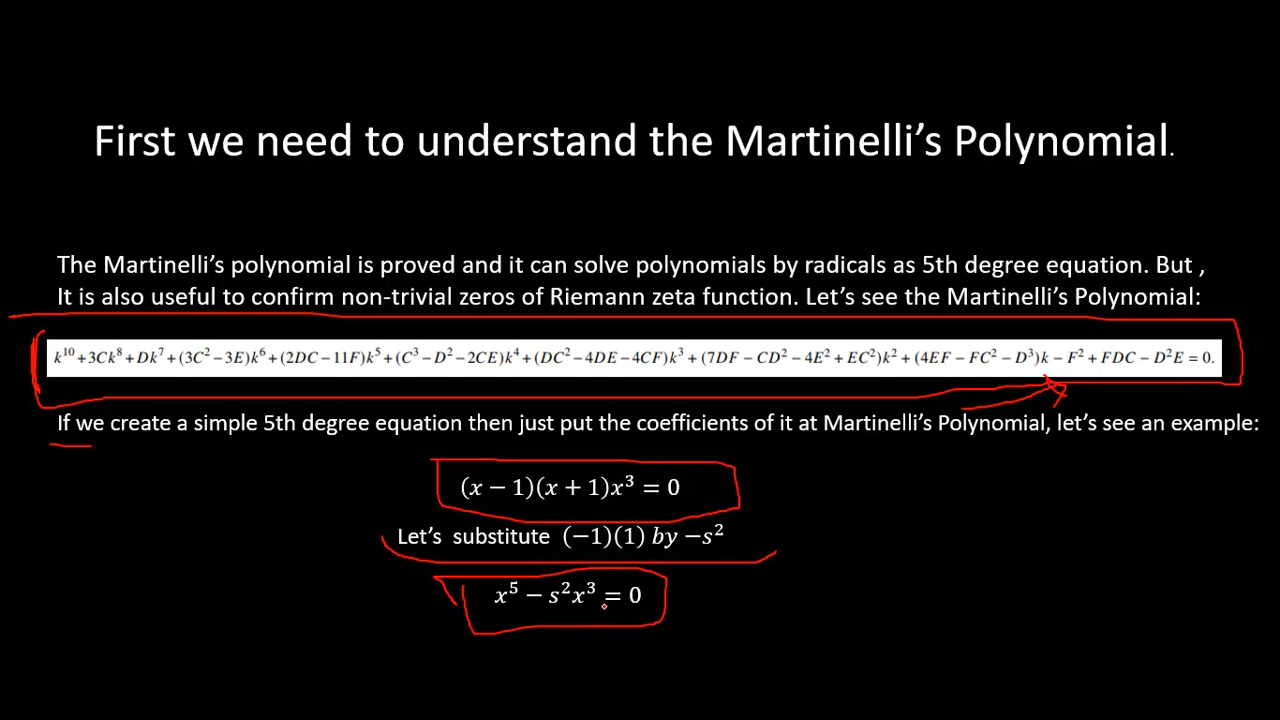 First we need to understand the Martinelli’s Polynomial.
The Martinelli’s polynomial is proved and it can solve polynomials by radicals as 5th degree equation. But ,
It is also useful to confirm non-trivial zeros of Riemann zeta function. Let’s see the Martinelli’s Polynomial:
k¹⁰+3Ck⁸+Dk⁷+(3C²−3E)k⁶+(2DC−11F)k⁵+(C³−D²−2CE)k⁴+(DC²−4DE−4CF)k³+(7DF−CD²−4E²+EC²)k²+(4EF−FC²−D³)k−F²+FDC−D²E=0.
If we create a simple 5th degree equation then just put the coefficients of it at Martinelli’s Polynomial, let’s see an example:
(x − 1)(x + 1)x³ = 0
Let’s substitute (−1)(1) by −s²
x⁵ − s²x³ = 0